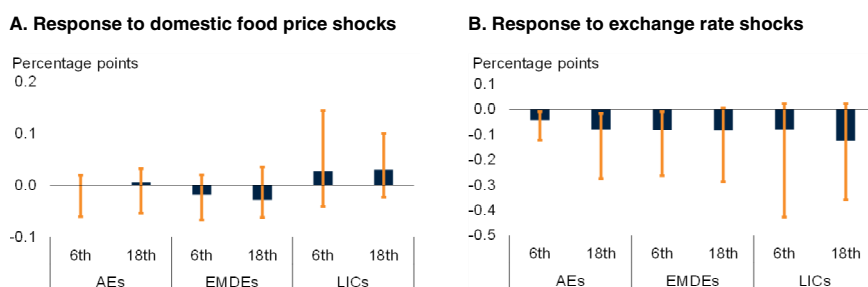 A. Response to domestic food price shocks
Percentage points
0.2
0.1
0.0
-0.1
6th 18th 6th 18th 6th 18th
AEs EMDEs LICs
B. Response to exchange rate shocks
Percentage points
0.1
0.0
-0.1
-0.2
-0.3
-0.4
-0.5
6th 18th 6th 18th 6th 18th
AEs EMDEs LICs